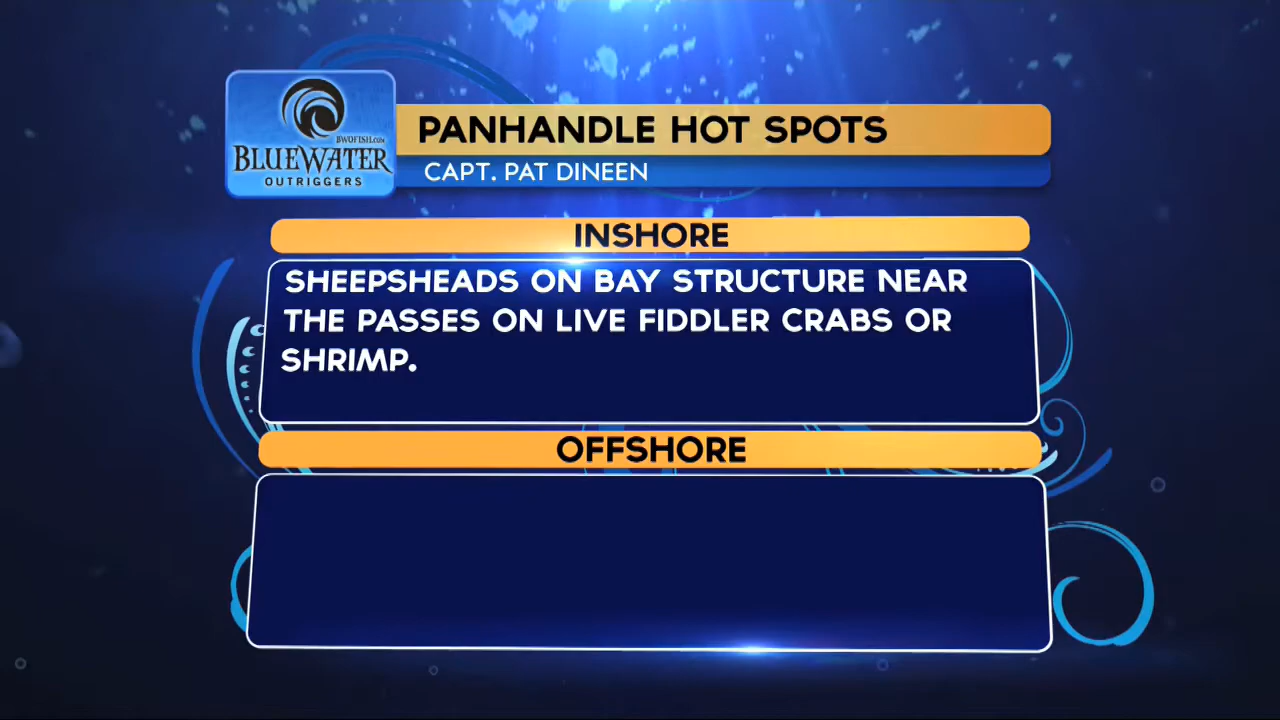 BWOFISH.COM
BLUEWATER
OUTRIGGERS
PANHANDLE HOT SPOTS
CAPT. PAT DINEEN
INSHORE
SHEEPSHEADS ON BAY STRUCTURE NEAR
THE PASSES ON LIVE FIDDLER CRABS OR
SHRIMP.
OFFSHORE